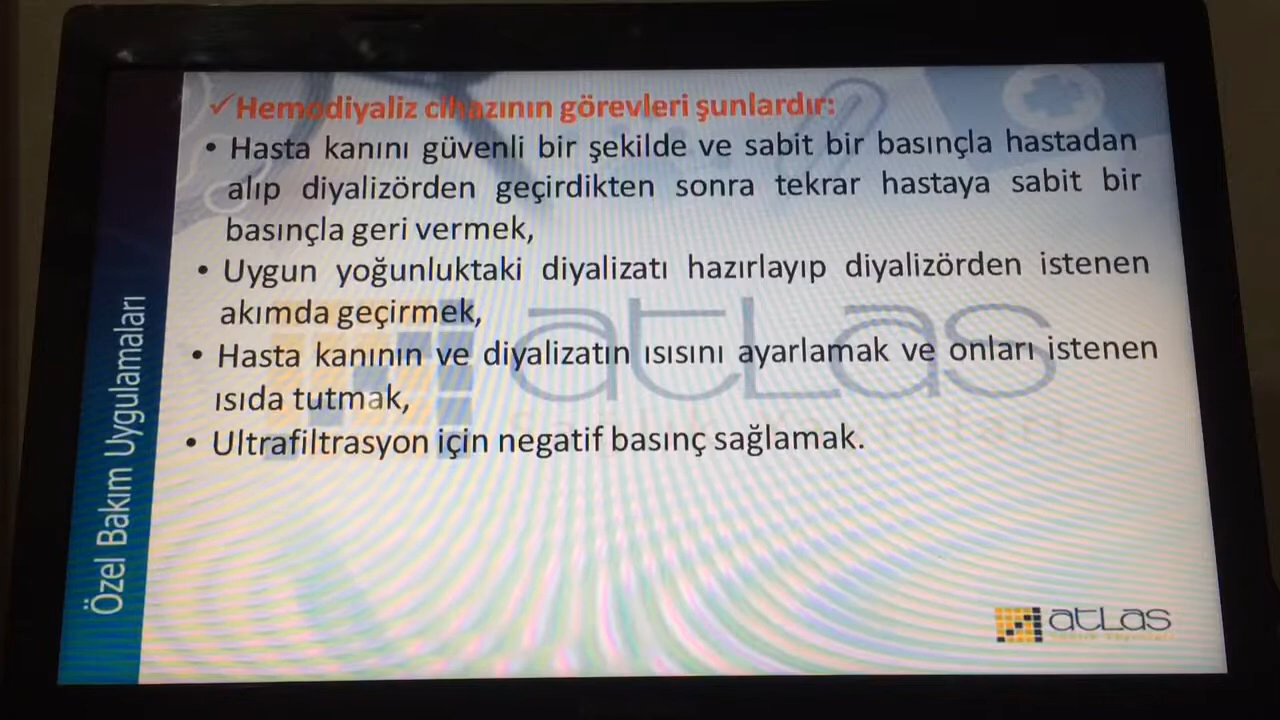 ✓Hemodiyaliz cihazının görevleri şunlardır:
• Hasta kanını güvenli bir şekilde ve sabit bir basınçla hastadan
alıp diyalizörden geçirdikten sonra tekrar hastaya sabit bir
basınçla geri vermek,
• Uygun yoğunluktaki diyalizatı hazırlayıp diyalizörden istenen
akımda geçirmek,
• Hasta kanının ve diyalizatın ısısını ayarlamak ve onları istenen
ısıda tutmak,
• Ultrafiltrasyon için negatif basınç sağlamak.
Özel Bakım Uygulamaları
atLas
atLas